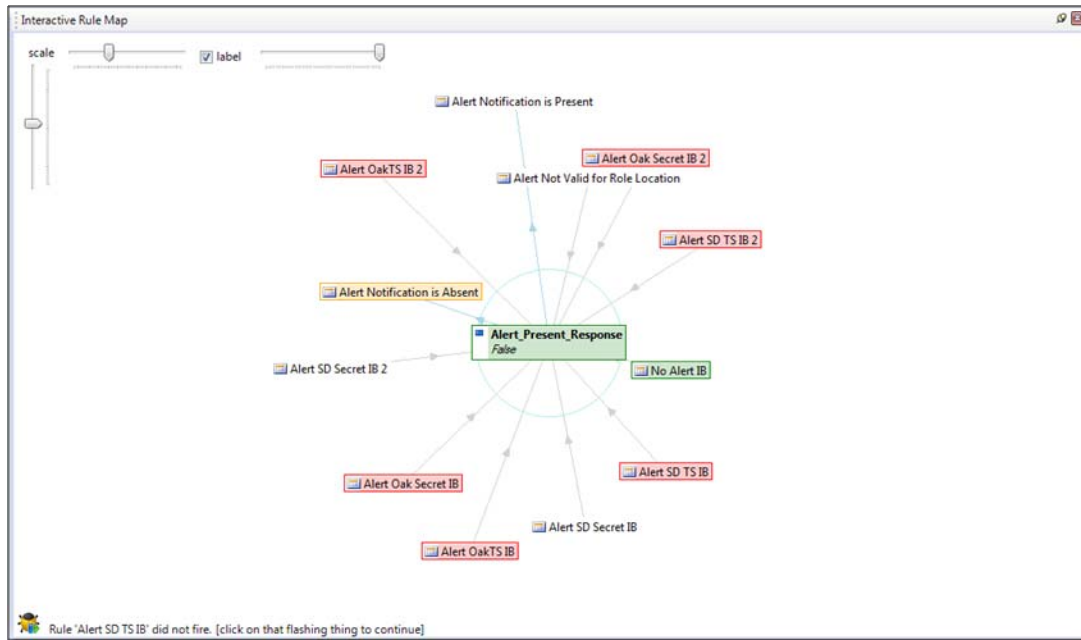 Interactive Rule Map
scale
label
Alert Notification is Present
Alert OakTS IB 2
Alert Oak Secret IB 2
Alert Not Valid for Role Location
Alert SD TS IB 2
Alert Notification is Absent
Alert_Present_Response
False
Alert SD Secret IB 2
No Alert IB
Alert Oak Secret IB
Alert SD TS IB
Alert SD Secret IB
Alert OakTS IB
Rule 'Alert SD TS IB' did not fire. [click on that flashing thing to continue]